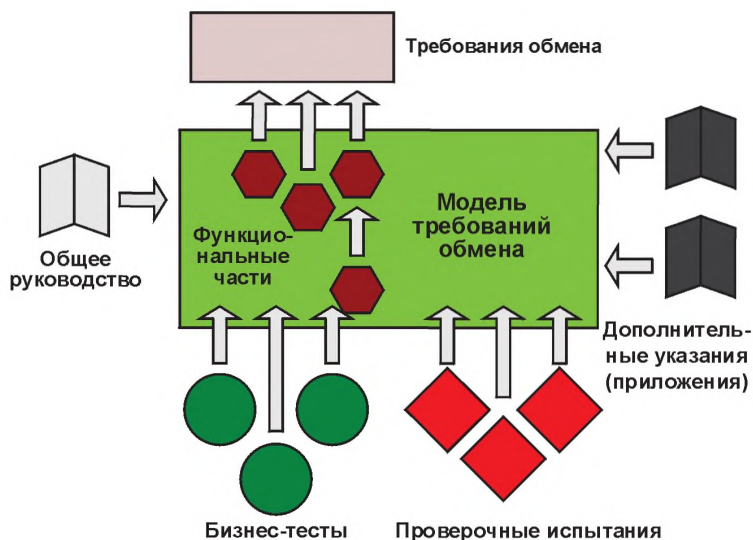 Требования обмена
Модель
требований
обмена
Функцио-
нальные
части
Общее
руководство
Дополнитель-
ные указания
(приложения)
Бизнес-тесты
Проверочные испытания